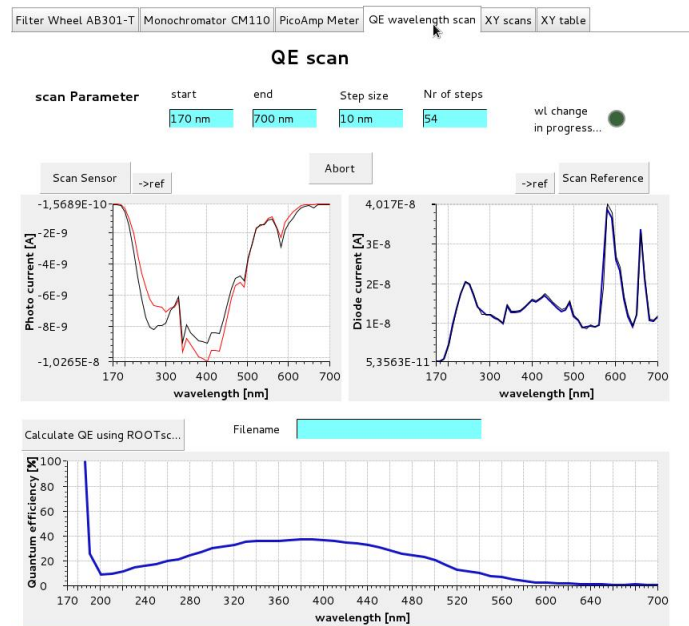 Filter Wheel AB301-T Monochromator CM110 PicoAmp Meter QE wavelength scan XY scans XY table
QE scan
scan Parameter
start end Step size Nr of steps
170 nm 700 nm 10 nm 54
wl change
in progress...
Scan Sensor ->ref Abort ->ref Scan Reference
Photo current [A]
-1,5689E-10
-2E-9
-4E-9
-6E-9
-8E-9
-1,0265E-8
170 300 400 500 600 700
wavelength [nm]
Diode current [A]
4,017E-8
3E-8
2E-8
1E-8
5,3563E-11
170 300 400 500 600 700
wavelength [nm]
Calculate QE using ROOTsc... Filename
Quantum efficiency [%]
100
80
60
40
20
0
170 200 240 280 320 360 400 440 480 520 560 600 640 700
wavelength [nm]